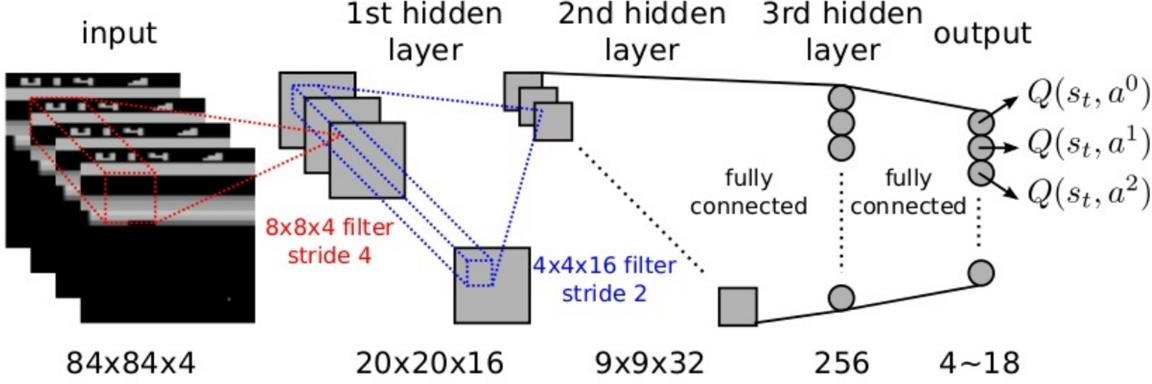 input
1st hidden
layer
2nd hidden
layer
3rd hidden
layer
output
8x8x4 filter
stride 4
4x4x16 filter
stride 2
fully
connected
fully
connected
Q(s_t, a^0)
Q(s_t, a^1)
Q(s_t, a^2)
84x84x4
20x20x16
9x9x32
256
4~18